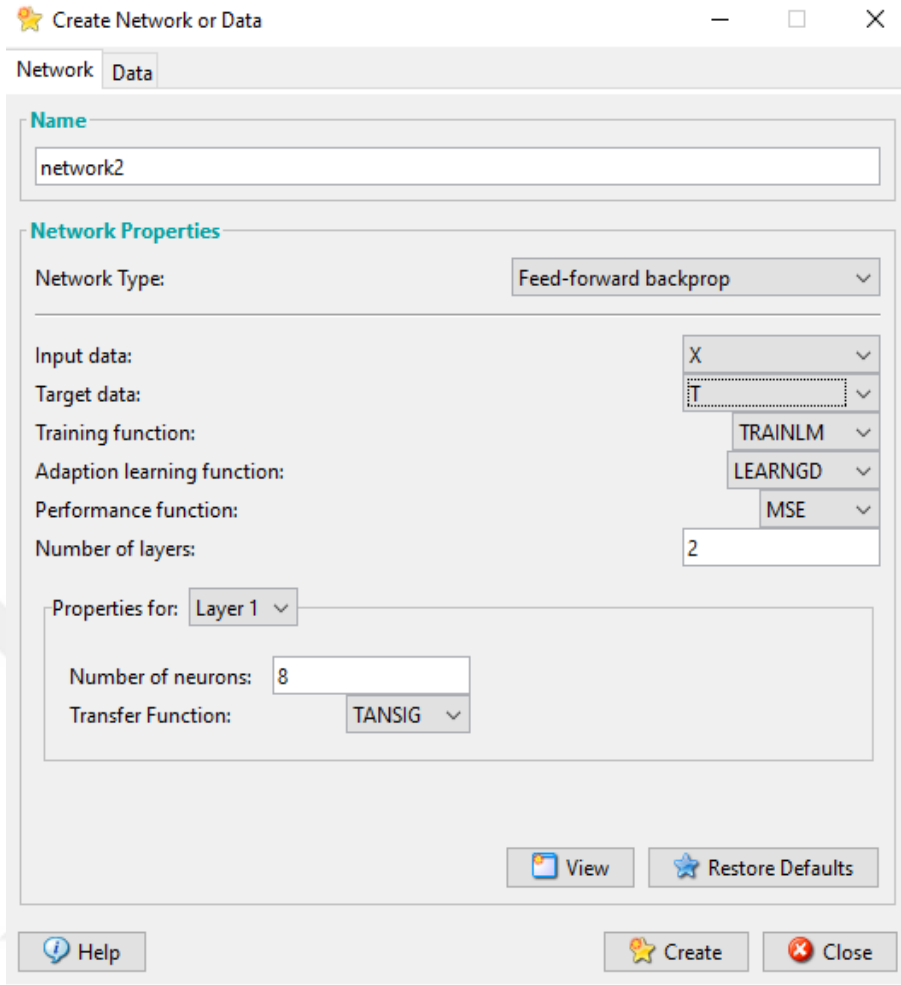 Create Network or Data
Network Data
Name
network2
Network Properties
Network Type: Feed-forward backprop
Input data: X
Target data: T
Training function: TRAINLM
Adaption learning function: LEARNGD
Performance function: MSE
Number of layers: 2
Properties for: Layer 1
Number of neurons: 8
Transfer Function: TANSIG
View Restore Defaults
Help Create Close